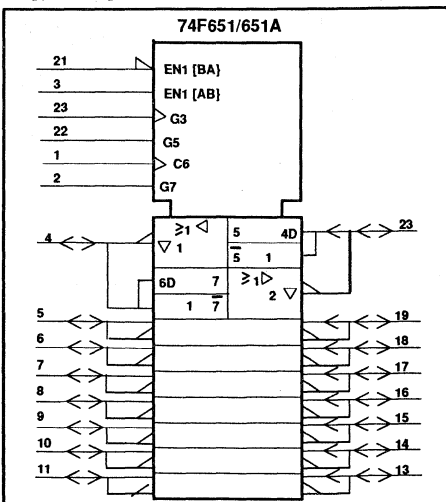 74F651/651A
21 EN1 [BA}
3 EN1 [AB}
23 G3
22 G5
1 C6
2 G7
4 ≥1 1 5 4D 23
5 1
6D 7 ≥1 2
1 7
5 19
6 18
7 17
8 16
9 15
10 14
11 13